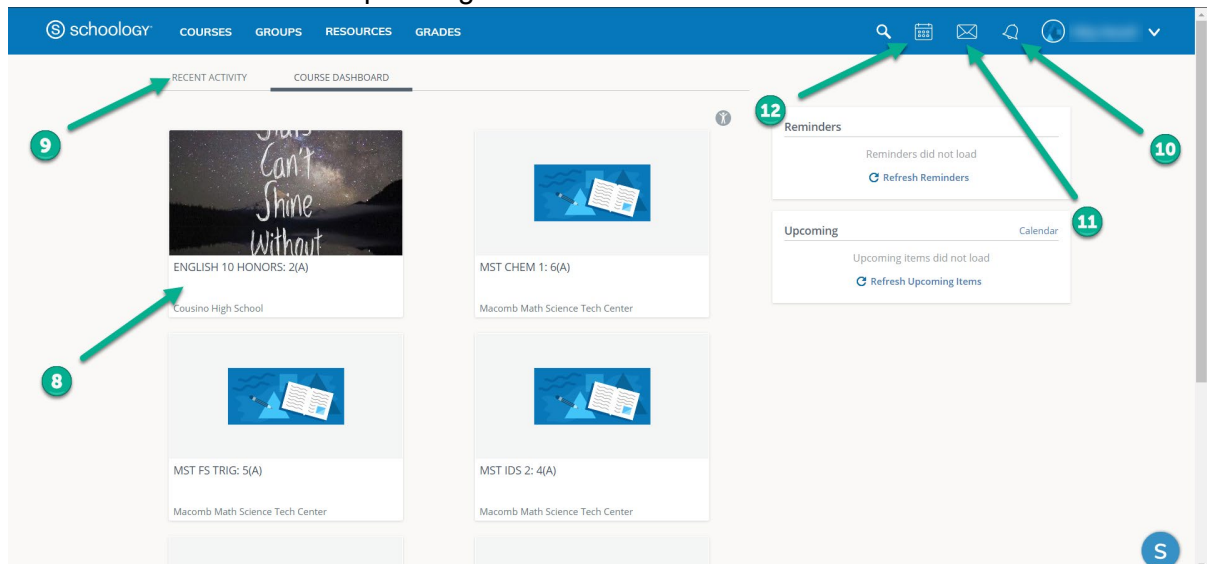 schoology
COURSES GROUPS RESOURCES GRADES
RECENT ACTIVITY COURSE DASHBOARD
12
9
10
11
8
Stars
Can't
Shine
Without
ENGLISH 10 HONORS: 2(A)
Cousino High School
MST CHEM 1: 6(A)
Macomb Math Science Tech Center
MST FS TRIG: 5(A)
Macomb Math Science Tech Center
MST IDS 2: 4(A)
Macomb Math Science Tech Center
Reminders
Reminders did not load
Refresh Reminders
Upcoming Calendar
Upcoming items did not load
Refresh Upcoming Items
S